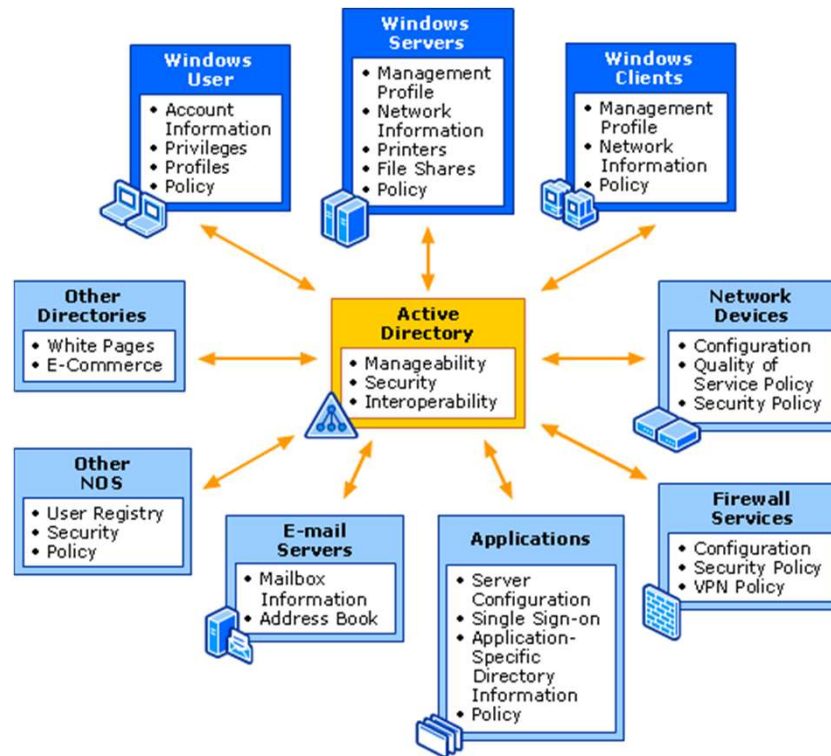 Windows
User
• Account
Information
• Privileges
• Profiles
• Policy
Windows
Servers
• Management
Profile
• Network
Information
• Printers
• File Shares
• Policy
Windows
Clients
• Management
Profile
• Network
Information
• Policy
Other
Directories
• White Pages
• E-Commerce
Active
Directory
• Manageability
• Security
• Interoperability
Network
Devices
• Configuration
• Quality of
Service Policy
• Security Policy
Other
NOS
• User Registry
• Security
• Policy
E-mail
Servers
• Mailbox
Information
• Address Book
Applications
• Server
Configuration
• Single Sign-on
• Application-
Specific
Directory
Information
• Policy
Firewall
Services
• Configuration
• Security Policy
• VPN Policy